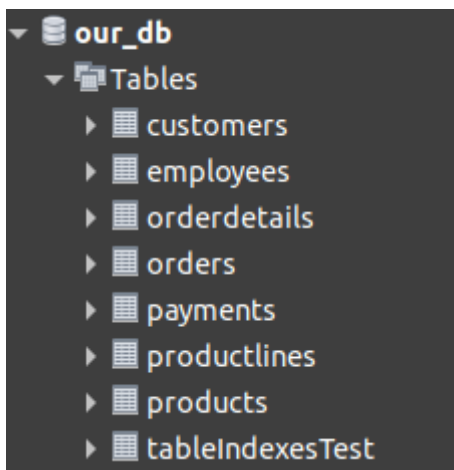 our_db
Tables
customers
employees
orderdetails
orders
payments
productlines
products
tableIndexesTest